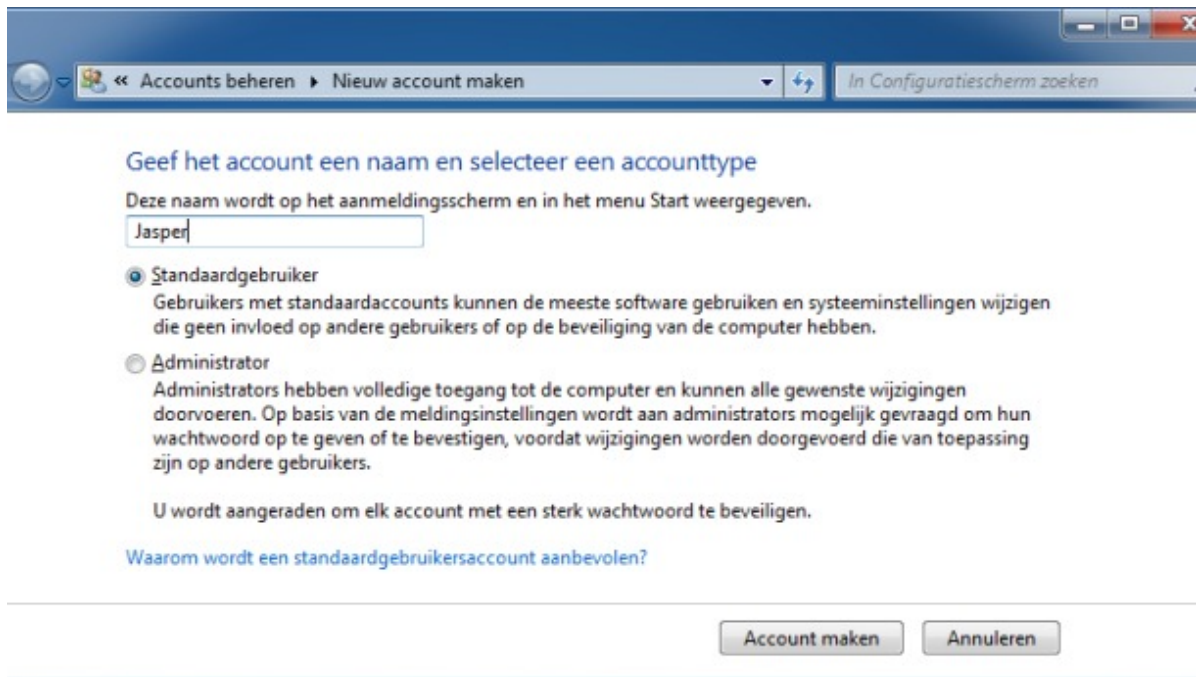 « Accounts beheren ▸ Nieuw account maken
In Configuratiescherm zoeken
Geef het account een naam en selecteer een accounttype
Deze naam wordt op het aanmeldingsscherm en in het menu Start weergegeven.
Jasper
Standaardgebruiker
Gebruikers met standaardaccounts kunnen de meeste software gebruiken en systeeminstellingen wijzigen
die geen invloed op andere gebruikers of op de beveiliging van de computer hebben.
Administrator
Administrators hebben volledige toegang tot de computer en kunnen alle gewenste wijzigingen
doorvoeren. Op basis van de meldingsinstellingen wordt aan administrators mogelijk gevraagd om hun
wachtwoord op te geven of te bevestigen, voordat wijzigingen worden doorgevoerd die van toepassing
zijn op andere gebruikers.
U wordt aangeraden om elk account met een sterk wachtwoord te beveiligen.
Waarom wordt een standaardgebruikersaccount aanbevolen?
Account maken
Annuleren